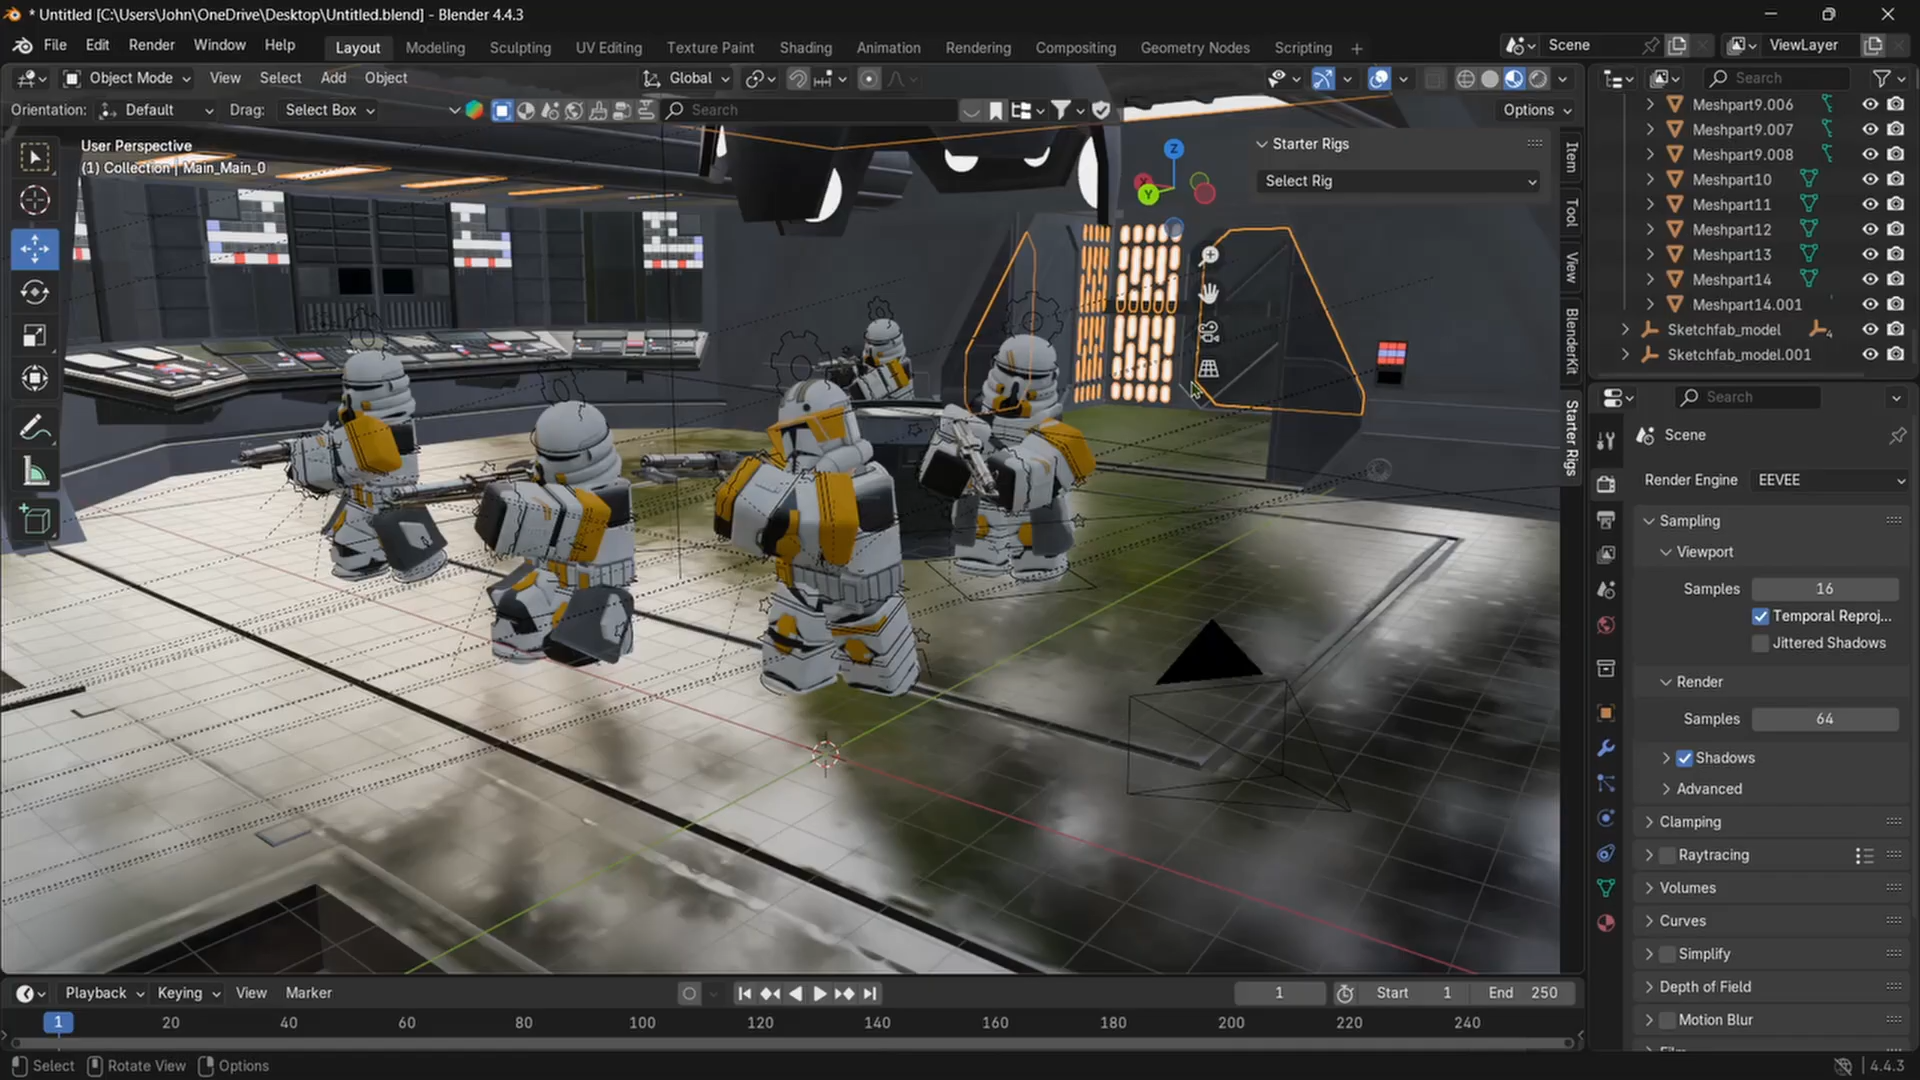 * Untitled [C:\Users\John\OneDrive\Desktop\Untitled.blend] - Blender 4.4.3
File Edit Render Window Help Layout Modeling Sculpting UV Editing Texture Paint Shading Animation Rendering Compositing Geometry Nodes Scripting + Scene ViewLayer
Object Mode View Select Add Object Global Search
Orientation: Default Drag: Select Box Search Options
User Perspective
(1) Collection | Main_Main_0
Z
Y
Starter Rigs
Select Rig
Item
Tool
View
BlenderKit
Starter Rigs
Meshpart9.006
Meshpart9.007
Meshpart9.008
Meshpart10
Meshpart11
Meshpart12
Meshpart13
Meshpart14
Meshpart14.001
Sketchfab_model 4
Sketchfab_model.001
Search
Scene
Render Engine EEVEE
Sampling
Viewport
Samples 16
Temporal Reproj...
Jittered Shadows
Render
Samples 64
Shadows
Advanced
Clamping
Raytracing
Volumes
Curves
Simplify
Depth of Field
Motion Blur
Playback Keying View Marker 1 Start 1 End 250
1 20 40 60 80 100 120 140 160 180 200 220 240
Select Rotate View Options 4.4.3